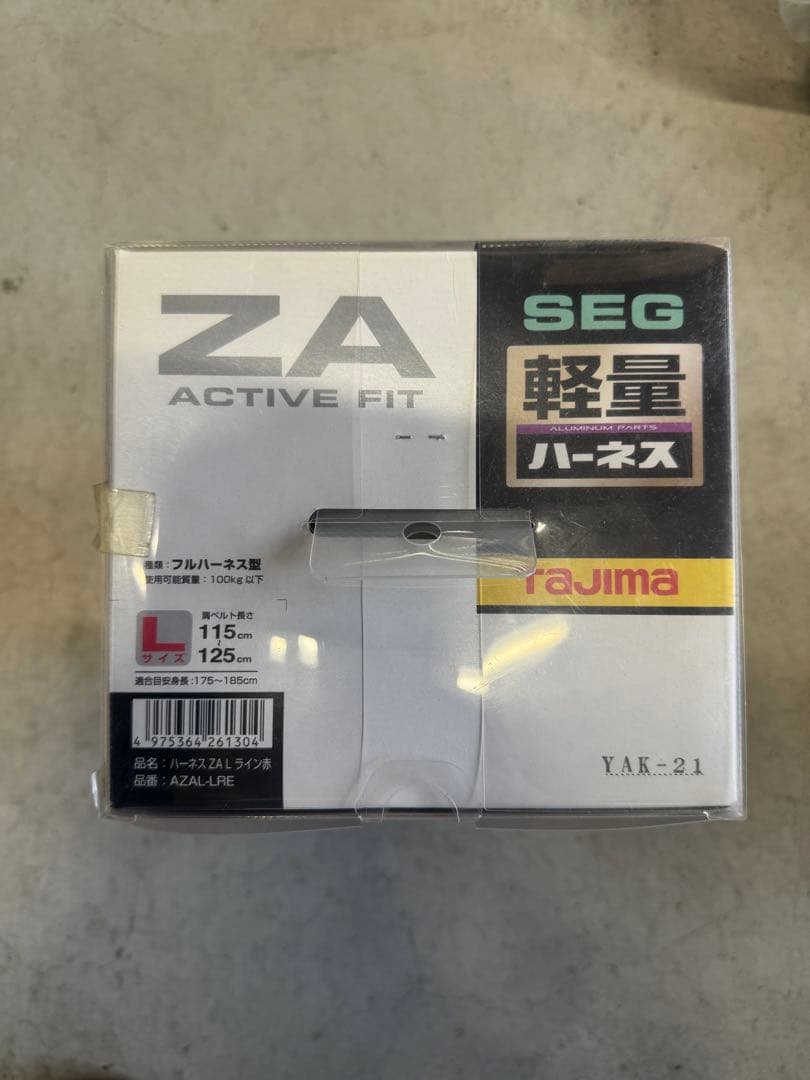 ZA
ACTIVE FIT
SEG
軽量
ALUMINUM PARTS
ハーネス
TAJIMA
種類：フルハーネス型
使用可能質量：100kg以下
L
サイズ
肩ベルト長さ
115cm
~
125cm
適合目安身長：175～185cm
4 975364 261304
品名：ハーネス ZA L ライン赤
品番：AZAL-LRE
YAK-21